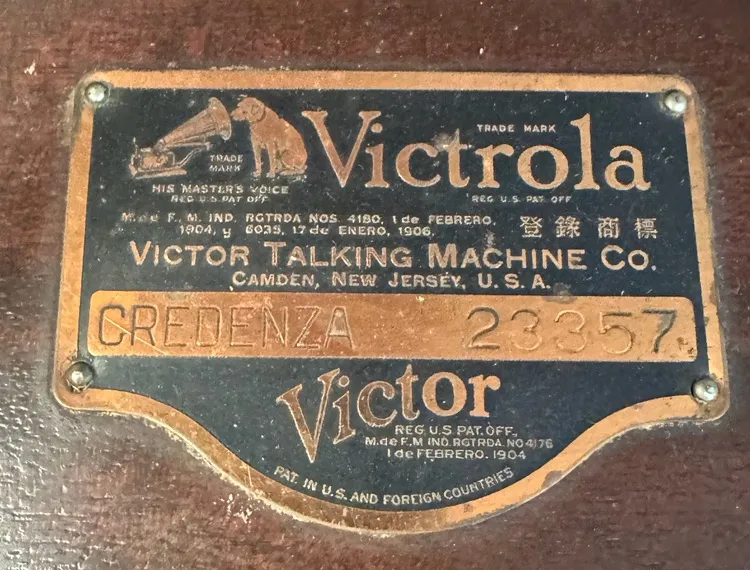 TRADE MARK
Victrola
TRADE
MARK
HIS MASTER'S VOICE
REG. U.S. PAT. OFF.
REG. U.S. PAT. OFF.
M. de F. M. IND. RGTRDA NOS. 4180, 1 de FEBRERO,
1904, y 6035, 17 de ENERO, 1906.
登錄商標
VICTOR TALKING MACHINE CO.
CAMDEN, NEW JERSEY, U.S.A.
CREDENZA 23357
Victor
REG. U.S. PAT. OFF.
M. de F. M. IND. RGTRDA. NO 4176
1 de FEBRERO. 1904
PAT. IN U.S. AND FOREIGN COUNTRIES